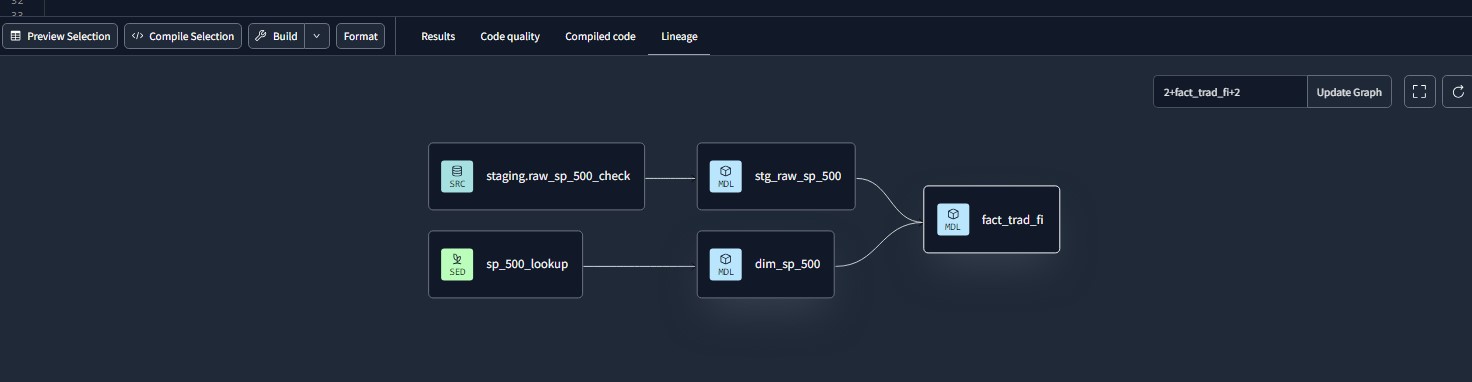 32
33
Preview Selection
</> Compile Selection
Build
Format
Results
Code quality
Compiled code
Lineage
2+fact_trad_fi+2
Update Graph
SRC
staging.raw_sp_500_check
MDL
stg_raw_sp_500
MDL
fact_trad_fi
SED
sp_500_lookup
MDL
dim_sp_500